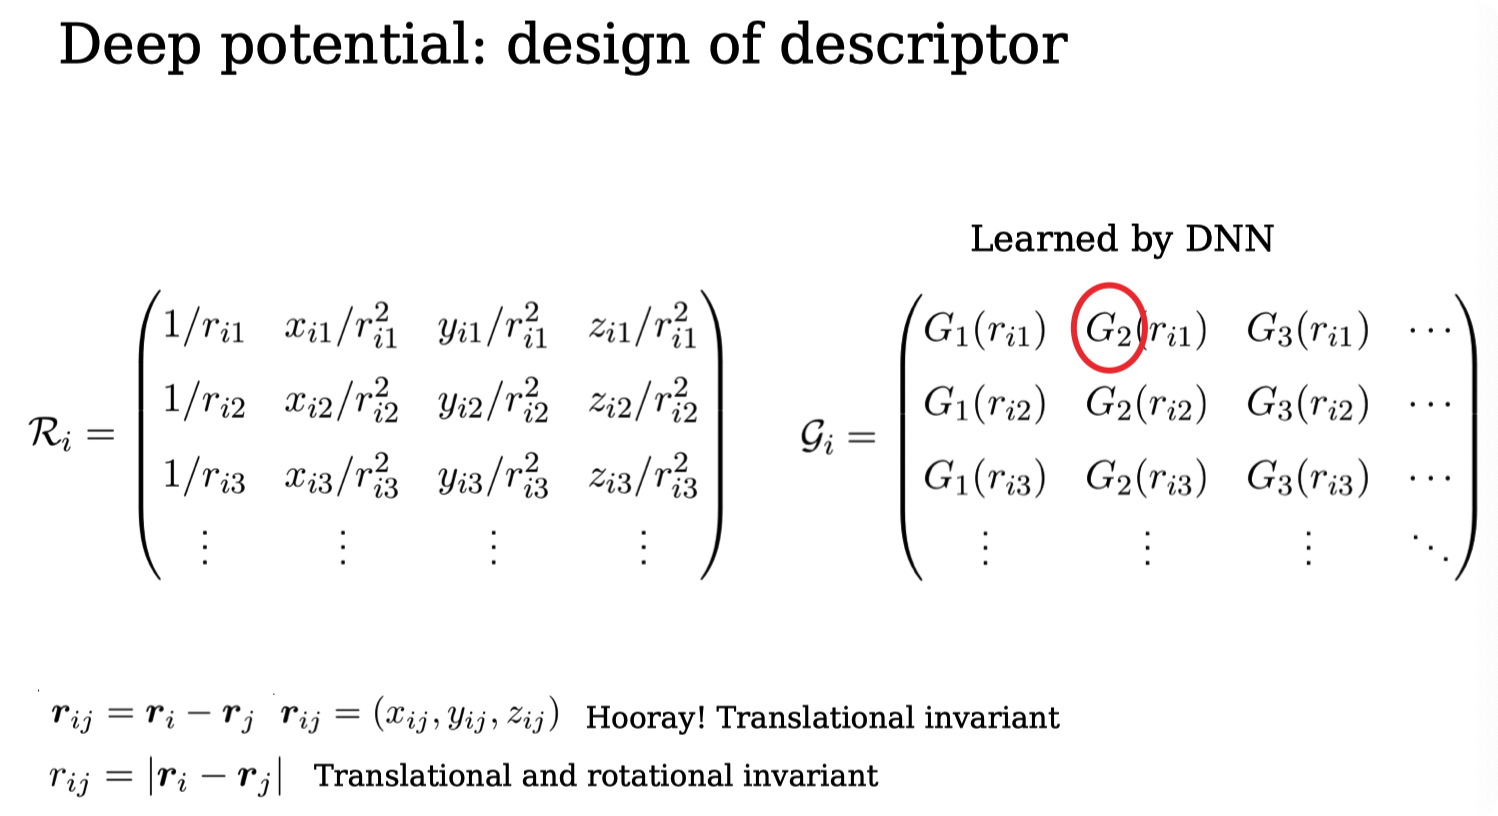 Deep potential: design of descriptor
Learned by DNN
$\mathcal{R}_i = \begin{pmatrix} 1/r_{i1} & x_{i1}/r_{i1}^2 & y_{i1}/r_{i1}^2 & z_{i1}/r_{i1}^2 \\ 1/r_{i2} & x_{i2}/r_{i2}^2 & y_{i2}/r_{i2}^2 & z_{i2}/r_{i2}^2 \\ 1/r_{i3} & x_{i3}/r_{i3}^2 & y_{i3}/r_{i3}^2 & z_{i3}/r_{i3}^2 \\ \vdots & \vdots & \vdots & \vdots \end{pmatrix}$
$\mathcal{G}_i = \begin{pmatrix} G_1(r_{i1}) & G_2(r_{i1}) & G_3(r_{i1}) & \cdots \\ G_1(r_{i2}) & G_2(r_{i2}) & G_3(r_{i2}) & \cdots \\ G_1(r_{i3}) & G_2(r_{i3}) & G_3(r_{i3}) & \cdots \\ \vdots & \vdots & \vdots & \ddots \end{pmatrix}$
$\boldsymbol{r}_{ij} = \boldsymbol{r}_i - \boldsymbol{r}_j$ $\boldsymbol{r}_{ij} = (x_{ij}, y_{ij}, z_{ij})$ Hooray! Translational invariant
$r_{ij} = |\boldsymbol{r}_i - \boldsymbol{r}_j|$ Translational and rotational invariant